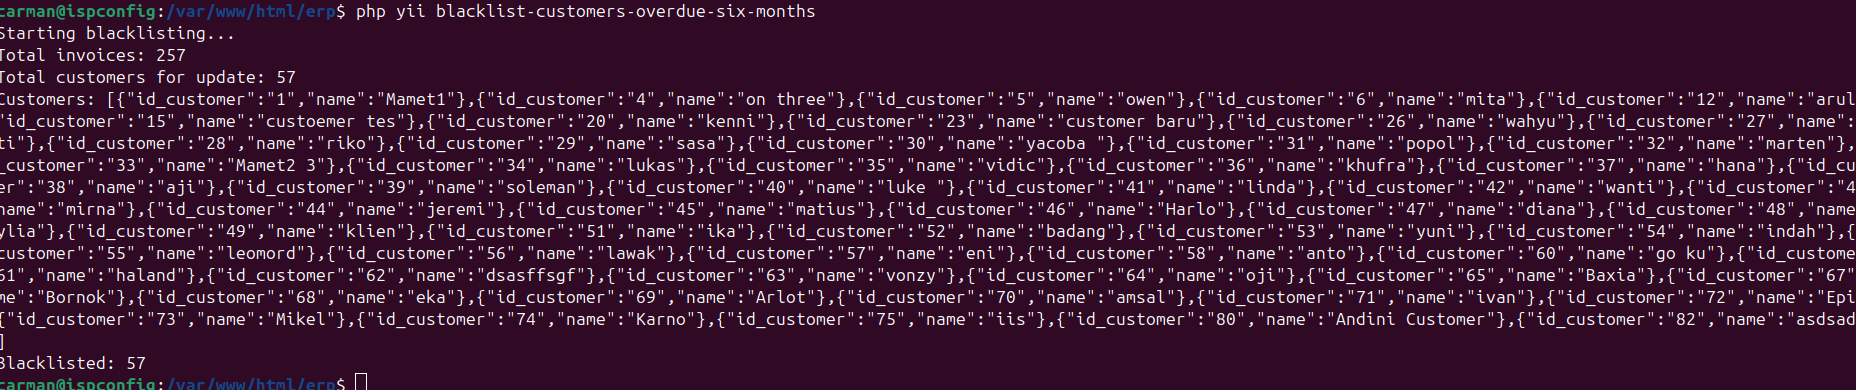 carman@ispconfig:/var/www/html/erp$ php yii blacklist-customers-overdue-six-months
Starting blacklisting...
Total invoices: 257
Total customers for update: 57
Customers: [{"id_customer":"1","name":"Mamet1"},{"id_customer":"4","name":"on three"},{"id_customer":"5","name":"owen"},{"id_customer":"6","name":"mita"},{"id_customer":"12","name":"arul
"id_customer":"15","name":"custoemer tes"},{"id_customer":"20","name":"kenni"},{"id_customer":"23","name":"customer baru"},{"id_customer":"26","name":"wahyu"},{"id_customer":"27","name":
ti"},{"id_customer":"28","name":"riko"},{"id_customer":"29","name":"sasa"},{"id_customer":"30","name":"yacoba "},{"id_customer":"31","name":"popol"},{"id_customer":"32","name":"marten"},
_customer":"33","name":"Mamet2 3"},{"id_customer":"34","name":"lukas"},{"id_customer":"35","name":"vidic"},{"id_customer":"36","name":"khufra"},{"id_customer":"37","name":"hana"},{"id_cu
er":"38","name":"aji"},{"id_customer":"39","name":"soleman"},{"id_customer":"40","name":"luke "},{"id_customer":"41","name":"linda"},{"id_customer":"42","name":"wanti"},{"id_customer":"4
name":"mirna"},{"id_customer":"44","name":"jeremi"},{"id_customer":"45","name":"matius"},{"id_customer":"46","name":"Harlo"},{"id_customer":"47","name":"diana"},{"id_customer":"48","name
ylia"},{"id_customer":"49","name":"klien"},{"id_customer":"51","name":"ika"},{"id_customer":"52","name":"badang"},{"id_customer":"53","name":"yuni"},{"id_customer":"54","name":"indah"},{
customer":"55","name":"leomord"},{"id_customer":"56","name":"lawak"},{"id_customer":"57","name":"eni"},{"id_customer":"58","name":"anto"},{"id_customer":"60","name":"go ku"},{"id_custome
61","name":"haland"},{"id_customer":"62","name":"dsasffsgf"},{"id_customer":"63","name":"vonzy"},{"id_customer":"64","name":"oji"},{"id_customer":"65","name":"Baxia"},{"id_customer":"67"
me":"Bornok"},{"id_customer":"68","name":"eka"},{"id_customer":"69","name":"Arlot"},{"id_customer":"70","name":"amsal"},{"id_customer":"71","name":"ivan"},{"id_customer":"72","name":"Epi
{"id_customer":"73","name":"Mikel"},{"id_customer":"74","name":"Karno"},{"id_customer":"75","name":"iis"},{"id_customer":"80","name":"Andini Customer"},{"id_customer":"82","name":"asdsad
]
Blacklisted: 57
carman@ispconfig:/var/www/html/erp$